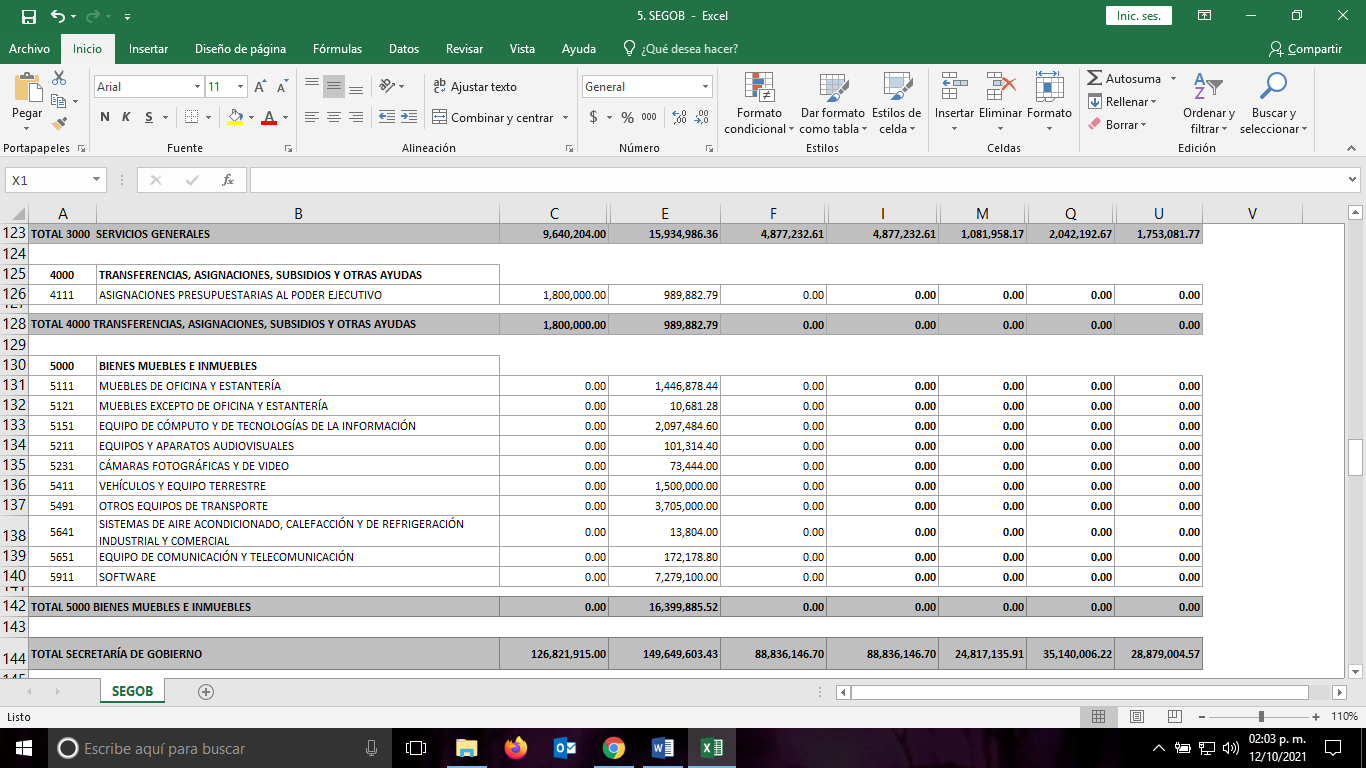 5. SEGOB - Excel
Inic. ses.
Archivo Inicio Insertar Diseño de página Fórmulas Datos Revisar Vista Ayuda ¿Qué desea hacer? Compartir
Pegar
Portapapeles
Arial 11
N K S
Fuente
Ajustar texto
Combinar y centrar
Alineación
General
$ % 000
Número
Formato condicional
Dar formato como tabla
Estilos de celda
Estilos
Insertar Eliminar Formato
Celdas
Autosuma
Rellenar
Borrar
Ordenar y filtrar
Buscar y seleccionar
Edición
X1 fx
A B C E F I M Q U V
123 TOTAL 3000 SERVICIOS GENERALES 9,640,204.00 15,934,986.36 4,877,232.61 4,877,232.61 1,081,958.17 2,042,192.67 1,753,081.77
124
125 4000 TRANSFERENCIAS, ASIGNACIONES, SUBSIDIOS Y OTRAS AYUDAS
126 4111 ASIGNACIONES PRESUPUESTARIAS AL PODER EJECUTIVO 1,800,000.00 989,882.79 0.00 0.00 0.00 0.00 0.00
128 TOTAL 4000 TRANSFERENCIAS, ASIGNACIONES, SUBSIDIOS Y OTRAS AYUDAS 1,800,000.00 989,882.79 0.00 0.00 0.00 0.00 0.00
129
130 5000 BIENES MUEBLES E INMUEBLES
131 5111 MUEBLES DE OFICINA Y ESTANTERÍA 0.00 1,446,878.44 0.00 0.00 0.00 0.00 0.00
132 5121 MUEBLES EXCEPTO DE OFICINA Y ESTANTERÍA 0.00 10,681.28 0.00 0.00 0.00 0.00 0.00
133 5151 EQUIPO DE CÓMPUTO Y DE TECNOLOGÍAS DE LA INFORMACIÓN 0.00 2,097,484.60 0.00 0.00 0.00 0.00 0.00
134 5211 EQUIPOS Y APARATOS AUDIOVISUALES 0.00 101,314.40 0.00 0.00 0.00 0.00 0.00
135 5231 CÁMARAS FOTOGRÁFICAS Y DE VIDEO 0.00 73,444.00 0.00 0.00 0.00 0.00 0.00
136 5411 VEHÍCULOS Y EQUIPO TERRESTRE 0.00 1,500,000.00 0.00 0.00 0.00 0.00 0.00
137 5491 OTROS EQUIPOS DE TRANSPORTE 0.00 3,705,000.00 0.00 0.00 0.00 0.00 0.00
138 5641 SISTEMAS DE AIRE ACONDICIONADO, CALEFACCIÓN Y DE REFRIGERACIÓN
INDUSTRIAL Y COMERCIAL 0.00 13,804.00 0.00 0.00 0.00 0.00 0.00
139 5651 EQUIPO DE COMUNICACIÓN Y TELECOMUNICACIÓN 0.00 172,178.80 0.00 0.00 0.00 0.00 0.00
140 5911 SOFTWARE 0.00 7,279,100.00 0.00 0.00 0.00 0.00 0.00
142 TOTAL 5000 BIENES MUEBLES E INMUEBLES 0.00 16,399,885.52 0.00 0.00 0.00 0.00 0.00
143
144 TOTAL SECRETARÍA DE GOBIERNO 126,821,915.00 149,649,603.43 88,836,146.70 88,836,146.70 24,817,135.91 35,140,006.22 28,879,004.57
SEGOB
Listo 110%
Escribe aquí para buscar
02:03 p. m.
12/10/2021